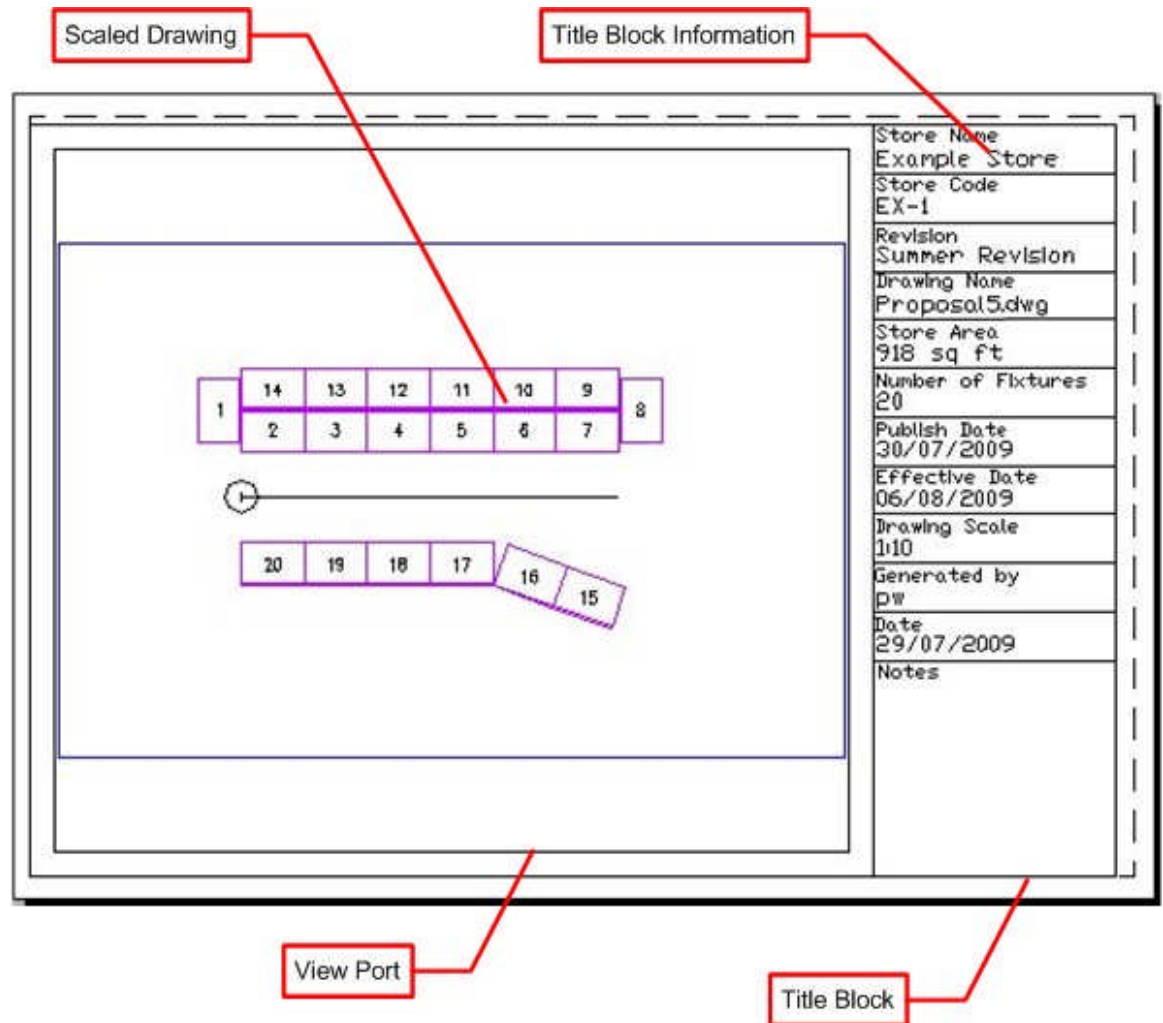 Scaled Drawing
Title Block Information
Store Name
Example Store
Store Code
EX-1
Revision
Summer Revision
Drawing Name
Proposal5.dwg
Store Area
918 sq ft
Number of Fixtures
20
Publish Date
30/07/2009
Effective Date
06/08/2009
Drawing Scale
1:10
Generated by
pw
Date
29/07/2009
Notes
14 13 12 11 10 9
1 8
2 3 4 5 6 7
20 19 18 17 16 15
View Port
Title Block